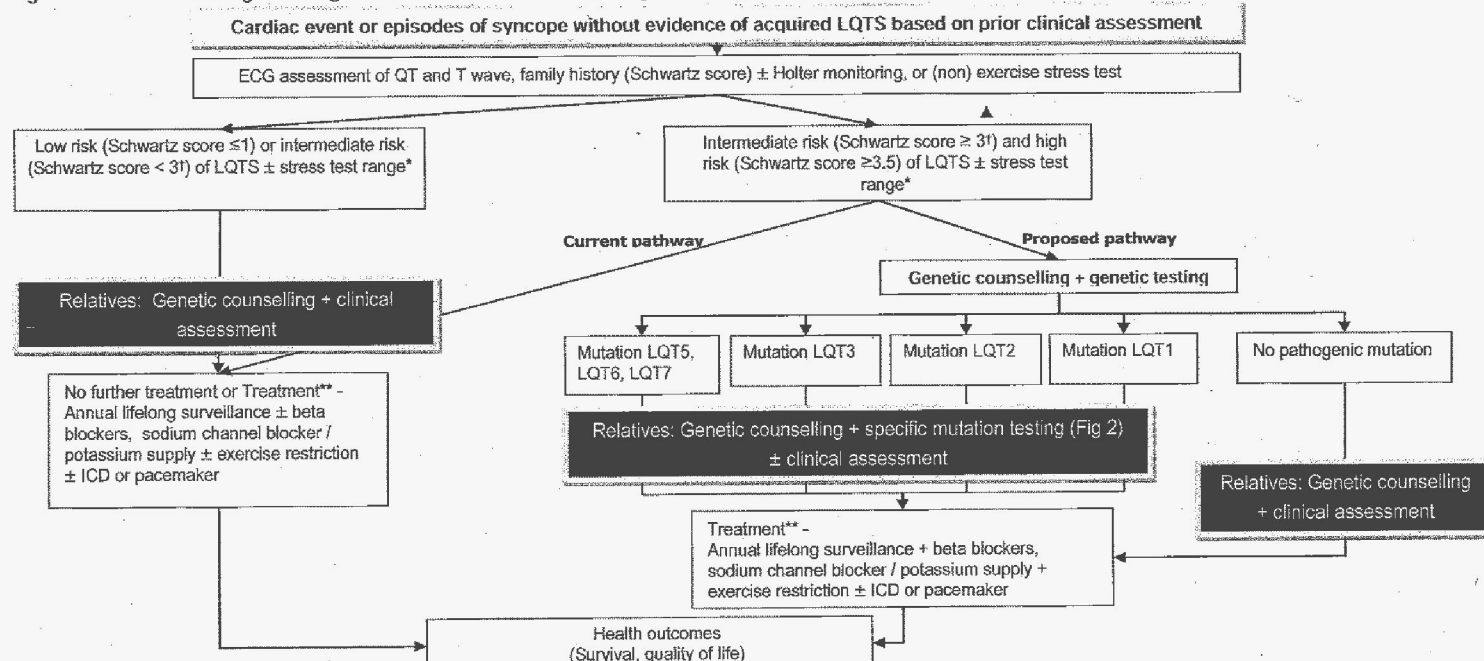 Cardiac event or episodes of syncope without evidence of acquired LQTS based on prior clinical assessment
ECG assessment of QT and T wave, family history (Schwartz score) ± Holter monitoring, or (non) exercise stress test
Low risk (Schwartz score ≤1) or intermediate risk
(Schwartz score < 3†) of LQTS ± stress test range*
Intermediate risk (Schwartz score ≥ 3†) and high
risk (Schwartz score ≥3.5) of LQTS ± stress test
range*
Current pathway
Proposed pathway
Genetic counselling + genetic testing
Relatives: Genetic counselling + clinical
assessment
Mutation LQT5,
LQT6, LQT7
Mutation LQT3
Mutation LQT2
Mutation LQT1
No pathogenic mutation
No further treatment or Treatment** -
Annual lifelong surveillance ± beta
blockers, sodium channel blocker /
potassium supply ± exercise restriction
± ICD or pacemaker
Relatives: Genetic counselling + specific mutation testing (Fig 2)
± clinical assessment
Relatives: Genetic counselling
+ clinical assessment
Treatment** -
Annual lifelong surveillance + beta blockers,
sodium channel blocker / potassium supply +
exercise restriction ± ICD or pacemaker
Health outcomes
(Survival, quality of life)